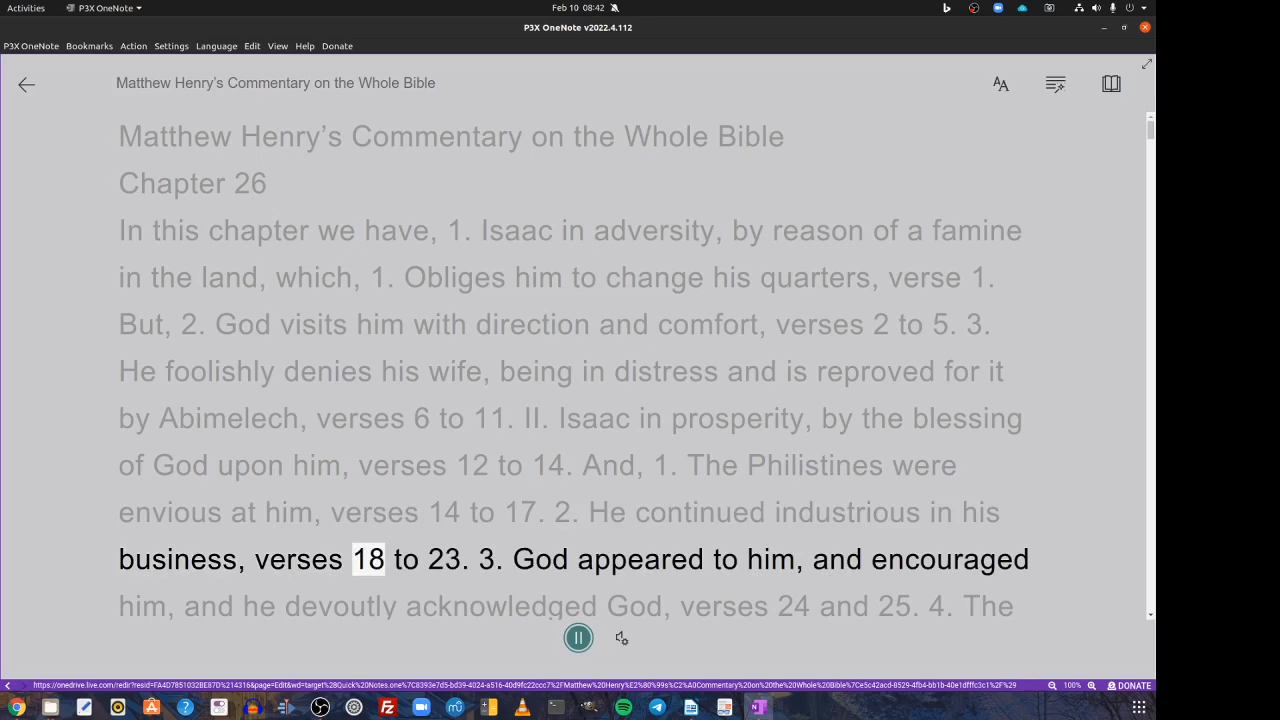 Activities
P3X OneNote
Feb 10 08:42
P3X OneNote v2022.4.112
P3X OneNote Bookmarks Action Settings Language Edit View Help Donate
Matthew Henry’s Commentary on the Whole Bible
Matthew Henry’s Commentary on the Whole Bible
Chapter 26
In this chapter we have, 1. Isaac in adversity, by reason of a famine
in the land, which, 1. Obliges him to change his quarters, verse 1.
But, 2. God visits him with direction and comfort, verses 2 to 5. 3.
He foolishly denies his wife, being in distress and is reproved for it
by Abimelech, verses 6 to 11. II. Isaac in prosperity, by the blessing
of God upon him, verses 12 to 14. And, 1. The Philistines were
envious at him, verses 14 to 17. 2. He continued industrious in his
business, verses 18 to 23. 3. God appeared to him, and encouraged
him, and he devoutly acknowledged God, verses 24 and 25. 4. The
100% DONATE